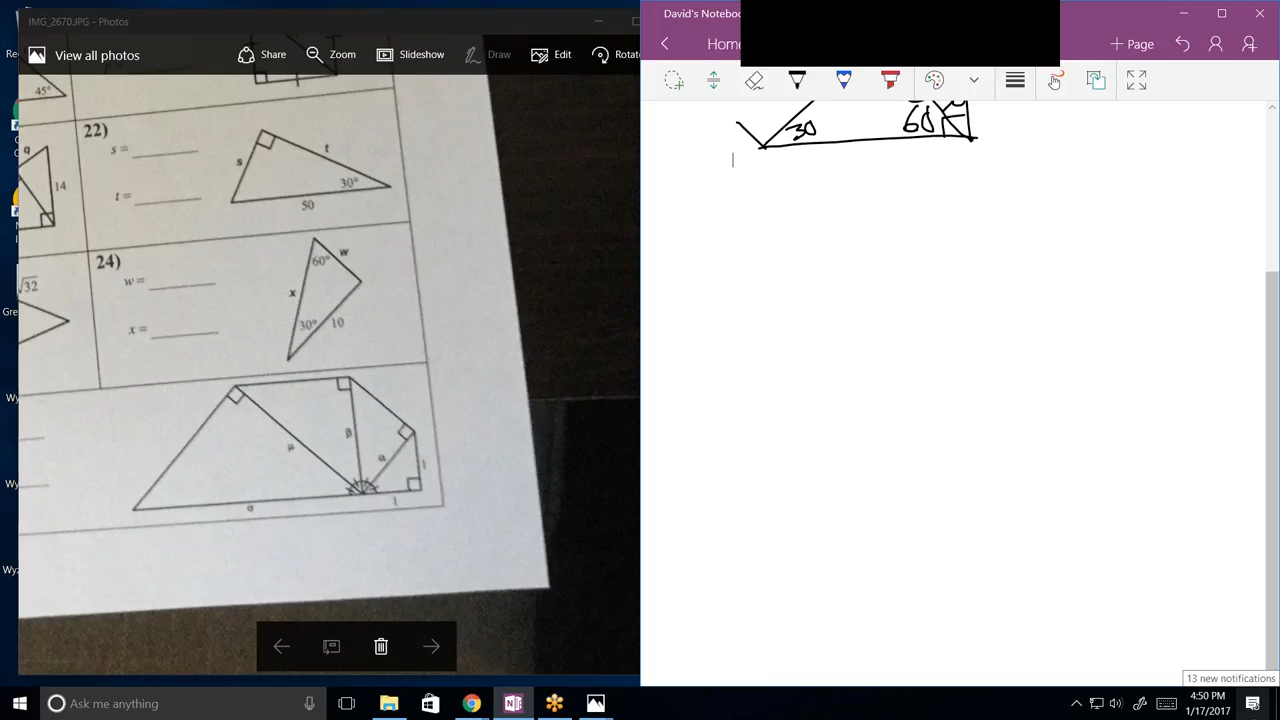 IMG_2670.JPG - Photos
View all photos
Share
Zoom
Slideshow
Draw
Edit
Rotate
45°
q
14
22)
s =
t =
s
t
30°
50
√32
24)
w =
x =
60°
w
x
30°
10
μ
β
α
1
1
σ
David's Notebook
Home
Page
30
60
13 new notifications
Ask me anything
4:50 PM
1/17/2017